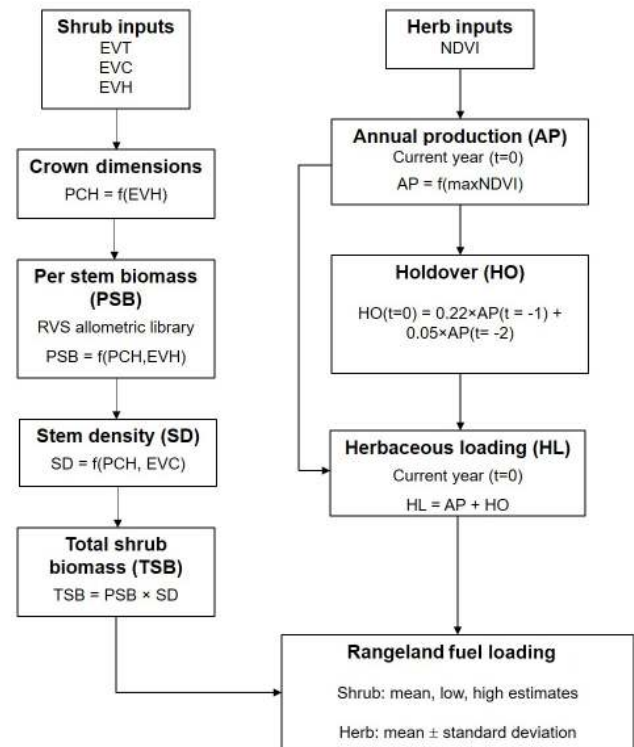 Shrub inputs
EVT
EVC
EVH
Crown dimensions
PCH = f(EVH)
Per stem biomass
(PSB)
RVS allometric library
PSB = f(PCH,EVH)
Stem density (SD)
SD = f(PCH, EVC)
Total shrub
biomass (TSB)
TSB = PSB × SD
Herb inputs
NDVI
Annual production (AP)
Current year (t=0)
AP = f(maxNDVI)
Holdover (HO)
HO(t=0) = 0.22×AP(t = -1) +
0.05×AP(t= -2)
Herbaceous loading (HL)
Current year (t=0)
HL = AP + HO
Rangeland fuel loading
Shrub: mean, low, high estimates
Herb: mean ± standard deviation